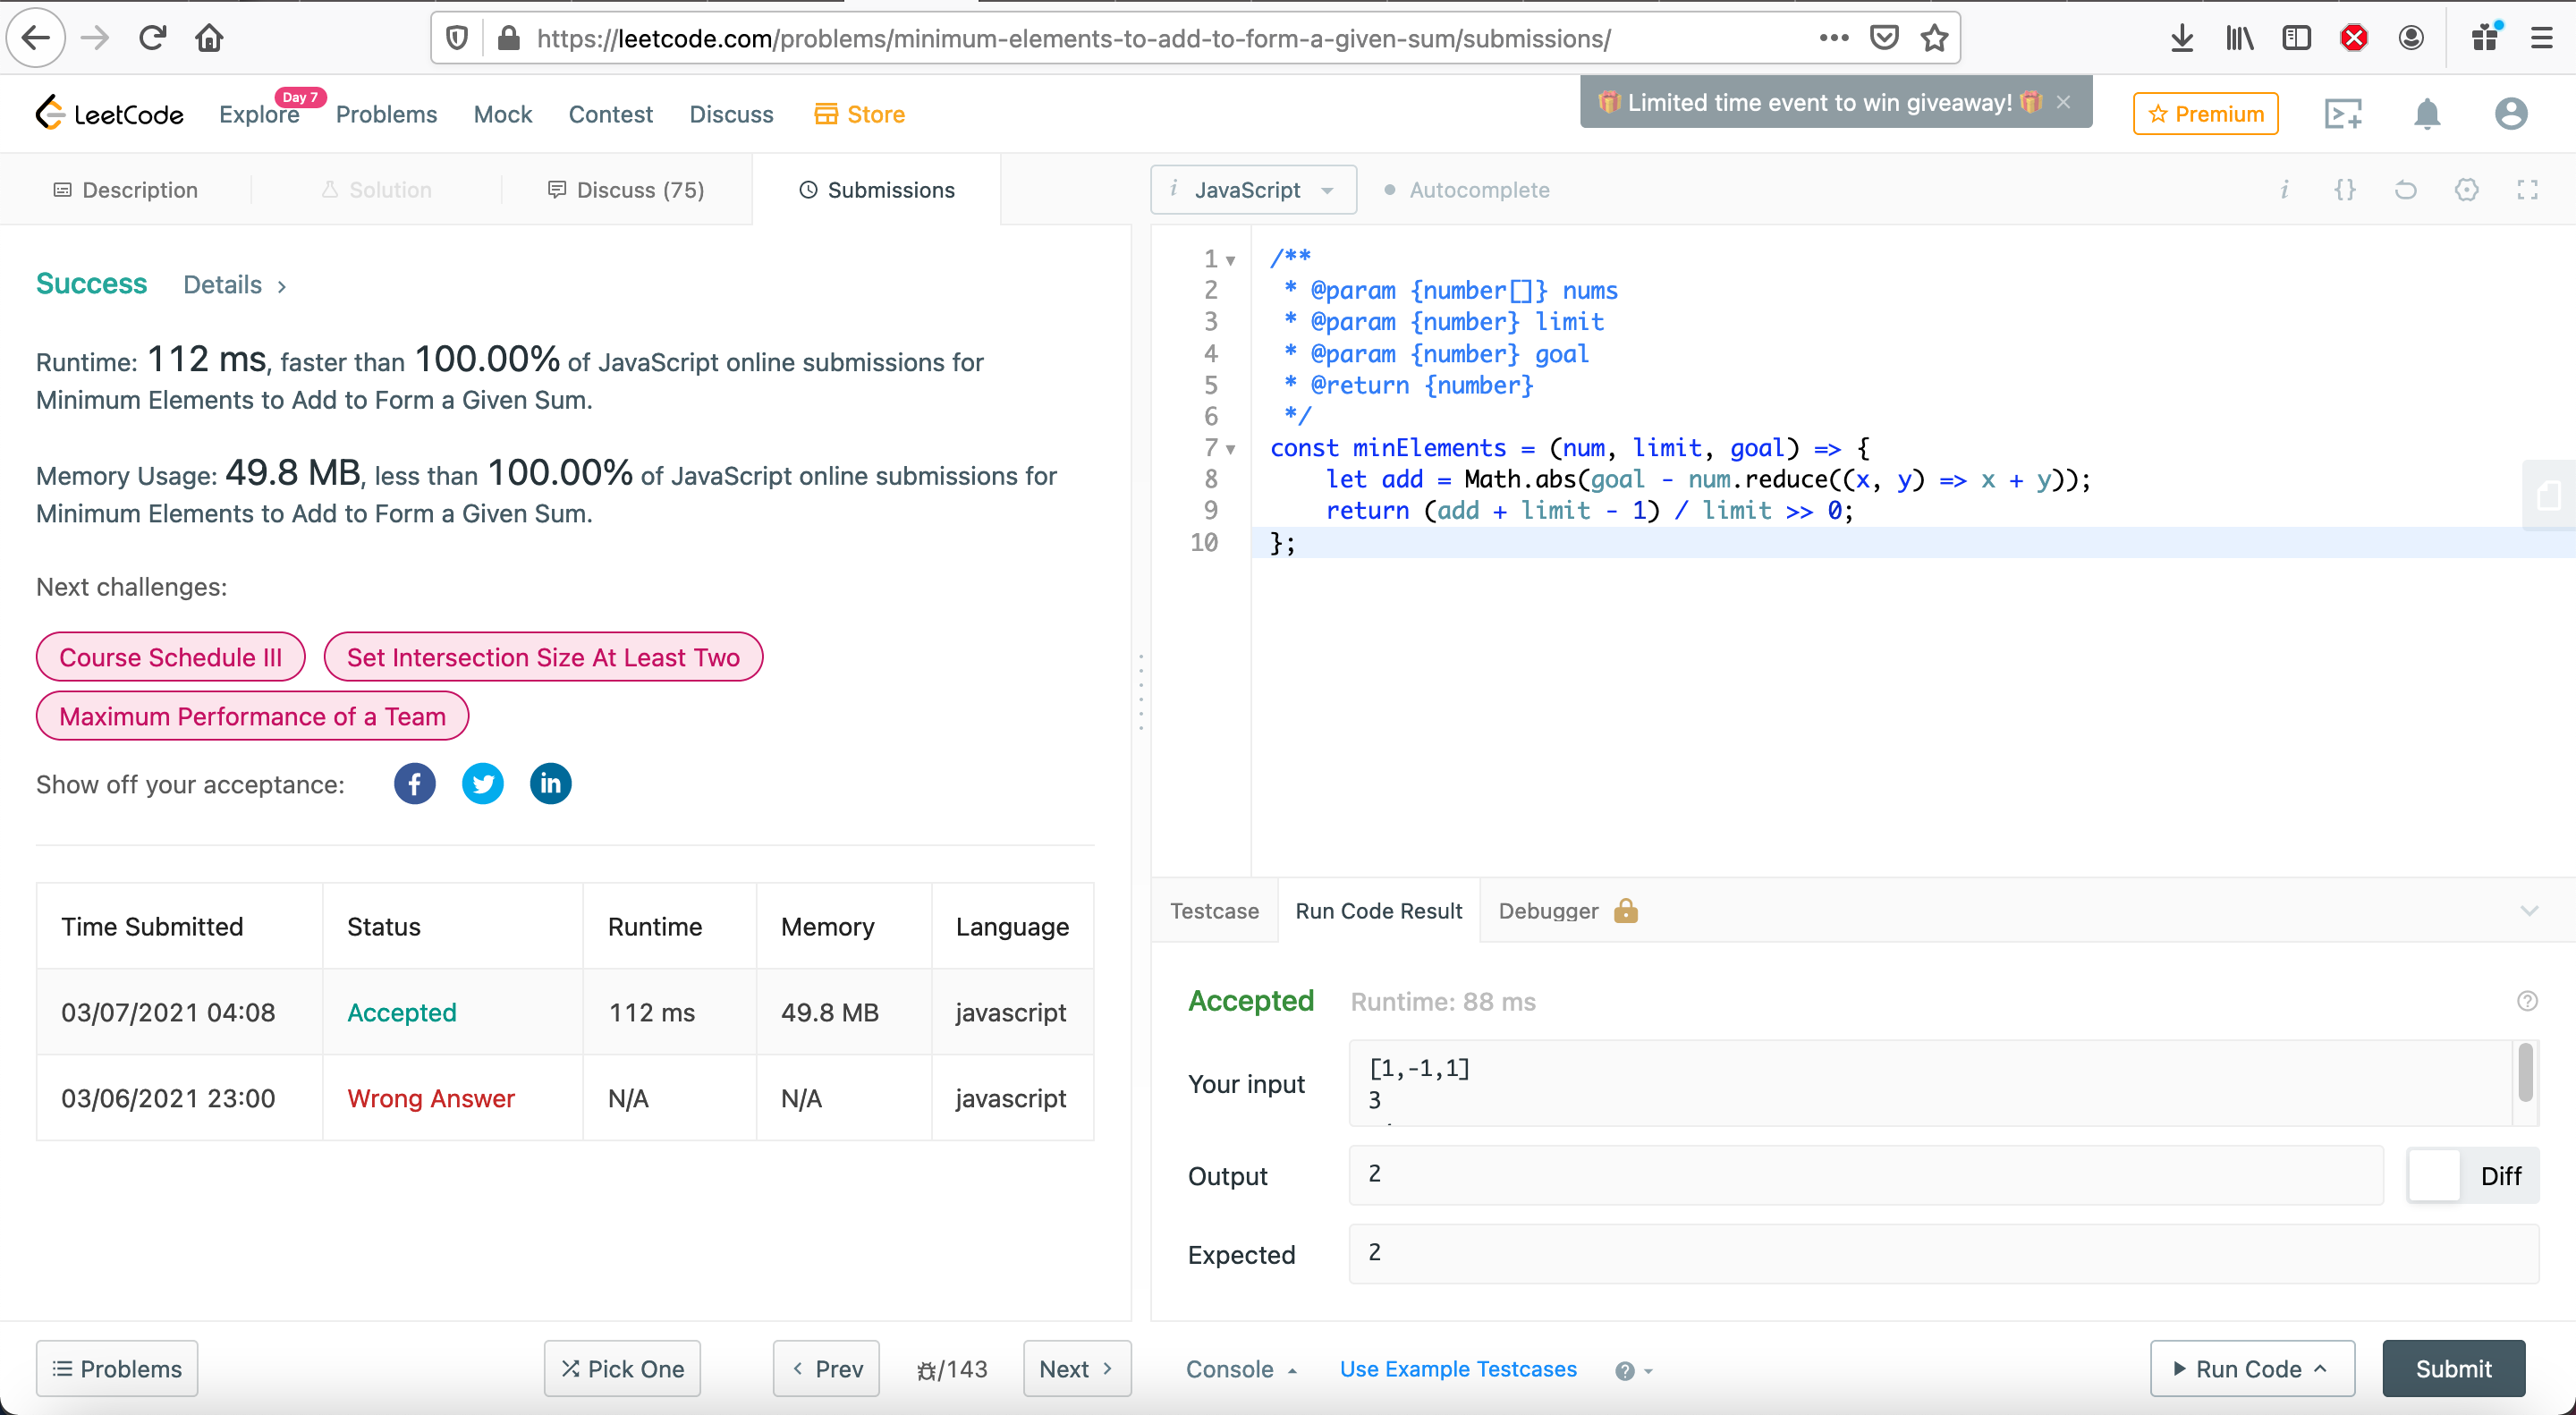 https://leetcode.com/problems/minimum-elements-to-add-to-form-a-given-sum/submissions/
LeetCode
Explore
Day 7
Problems
Mock
Contest
Discuss
Store
🎁 Limited time event to win giveaway! 🎁 ×
Premium
Description
Solution
Discuss (75)
Submissions
i JavaScript
Autocomplete
Success Details >
Runtime: 112 ms, faster than 100.00% of JavaScript online submissions for
Minimum Elements to Add to Form a Given Sum.
Memory Usage: 49.8 MB, less than 100.00% of JavaScript online submissions for
Minimum Elements to Add to Form a Given Sum.
Next challenges:
Course Schedule III
Set Intersection Size At Least Two
Maximum Performance of a Team
Show off your acceptance:
Time Submitted Status Runtime Memory Language
03/07/2021 04:08 Accepted 112 ms 49.8 MB javascript
03/06/2021 23:00 Wrong Answer N/A N/A javascript
1 /**
2 * @param {number[]} nums
3 * @param {number} limit
4 * @param {number} goal
5 * @return {number}
6 */
7 const minElements = (num, limit, goal) => {
8 let add = Math.abs(goal - num.reduce((x, y) => x + y));
9 return (add + limit - 1) / limit >> 0;
10 };
Testcase
Run Code Result
Debugger
Accepted Runtime: 88 ms
Your input
[1,-1,1]
3
Output
2
Diff
Expected
2
Problems
Pick One
Prev
/143
Next
Console
Use Example Testcases
Run Code
Submit